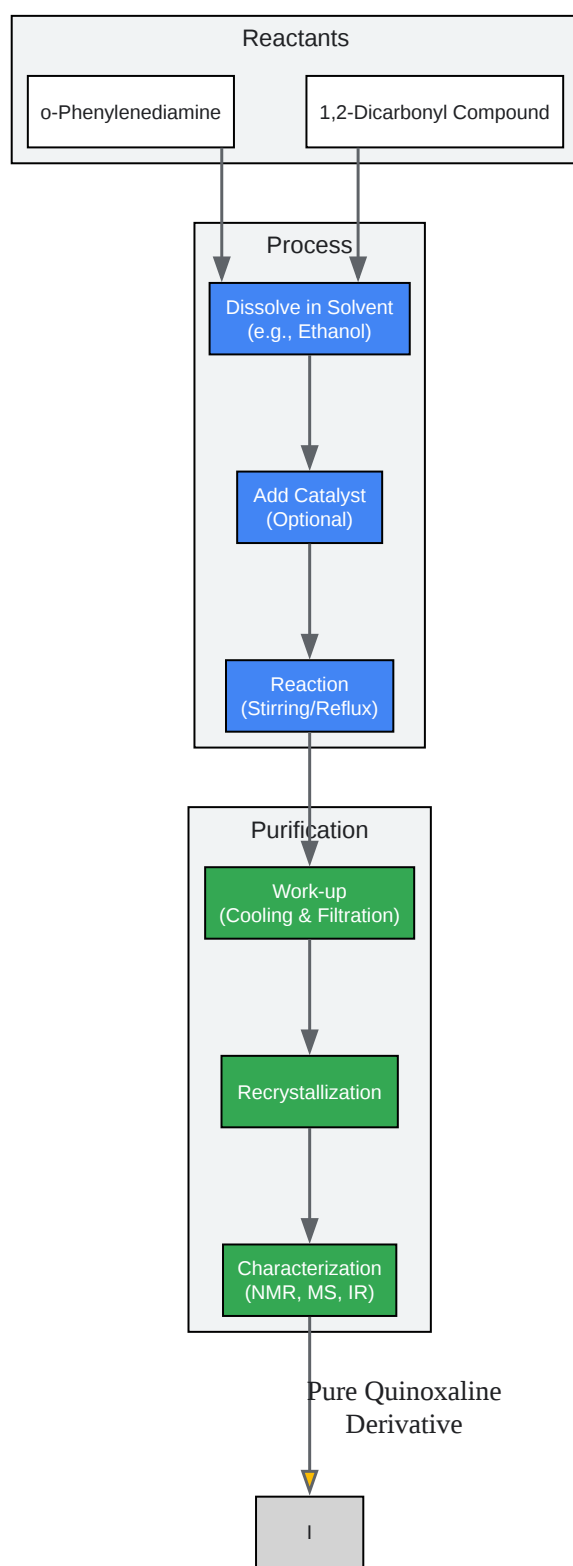 Reactants
o-Phenylenediamine
1,2-Dicarbonyl Compound
Process
Dissolve in Solvent
(e.g., Ethanol)
Add Catalyst
(Optional)
Reaction
(Stirring/Reflux)
Purification
Work-up
(Cooling & Filtration)
Recrystallization
Characterization
(NMR, MS, IR)
Pure Quinoxaline
Derivative
I